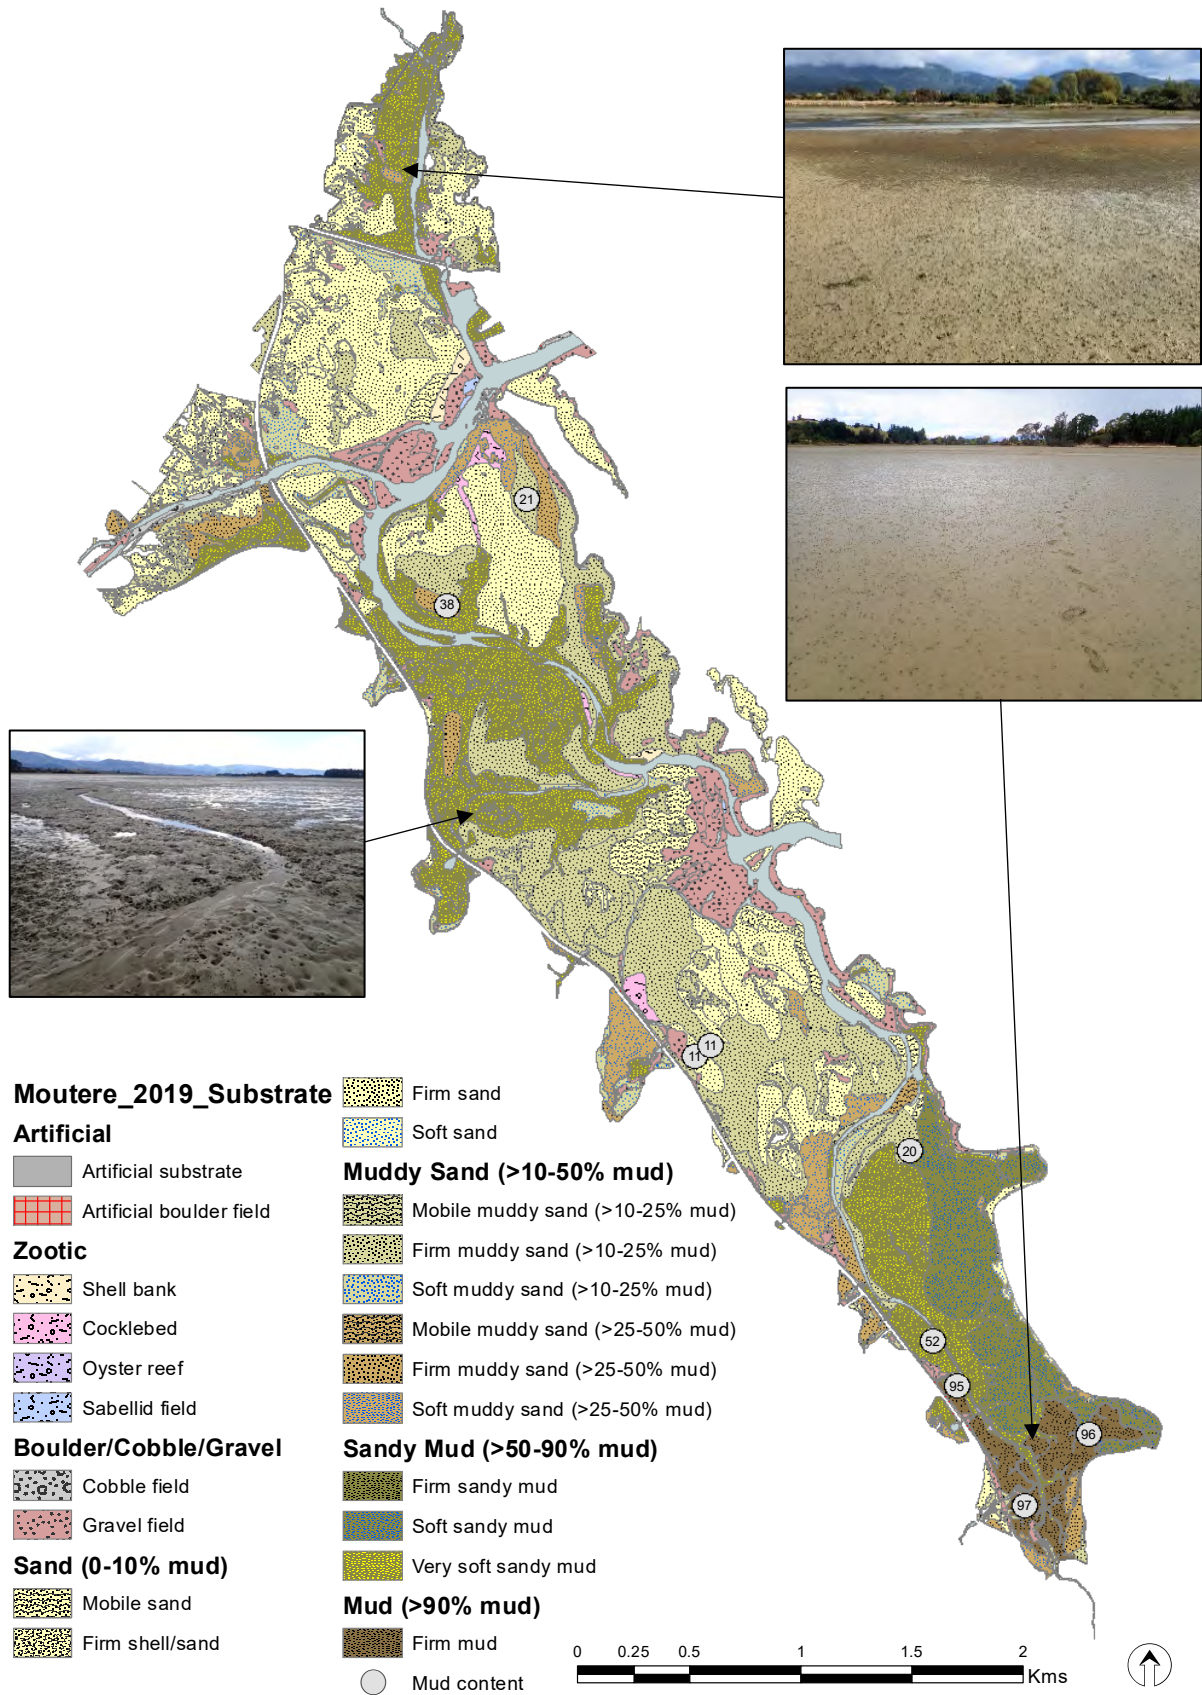 21
38
11
11
20
52
95
96
97
Moutere_2019_Substrate
Artificial
Artificial substrate
Artificial boulder field
Zootic
Shell bank
Cocklebed
Oyster reef
Sabellid field
Boulder/Cobble/Gravel
Cobble field
Gravel field
Sand (0-10% mud)
Mobile sand
Firm shell/sand
Firm sand
Soft sand
Muddy Sand (>10-50% mud)
Mobile muddy sand (>10-25% mud)
Firm muddy sand (>10-25% mud)
Soft muddy sand (>10-25% mud)
Mobile muddy sand (>25-50% mud)
Firm muddy sand (>25-50% mud)
Soft muddy sand (>25-50% mud)
Sandy Mud (>50-90% mud)
Firm sandy mud
Soft sandy mud
Very soft sandy mud
Mud (>90% mud)
Firm mud
Mud content
0 0.25 0.5 1 1.5 2
Kms